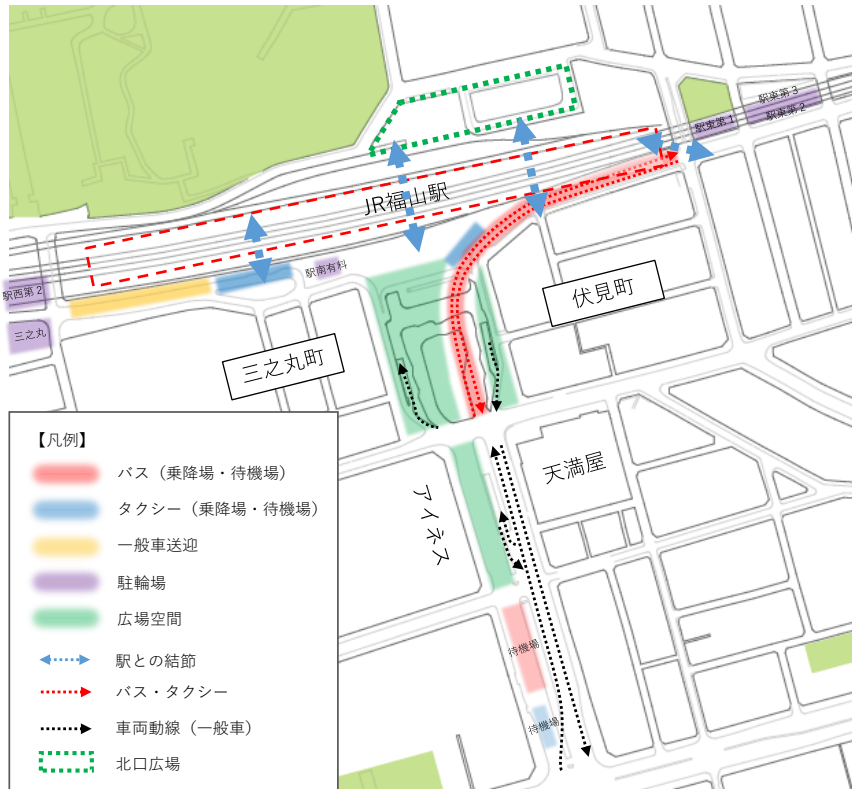 駅東第3
駅東第1
駅東第2
JR福山駅
駅南有料
駅西第2
三之丸
伏見町
三之丸町
天満屋
アイネス
待機場
待機場
【凡例】
バス（乗降場・待機場）
タクシー（乗降場・待機場）
一般車送迎
駐輪場
広場空間
駅との結節
バス・タクシー
車両動線（一般車）
北口広場